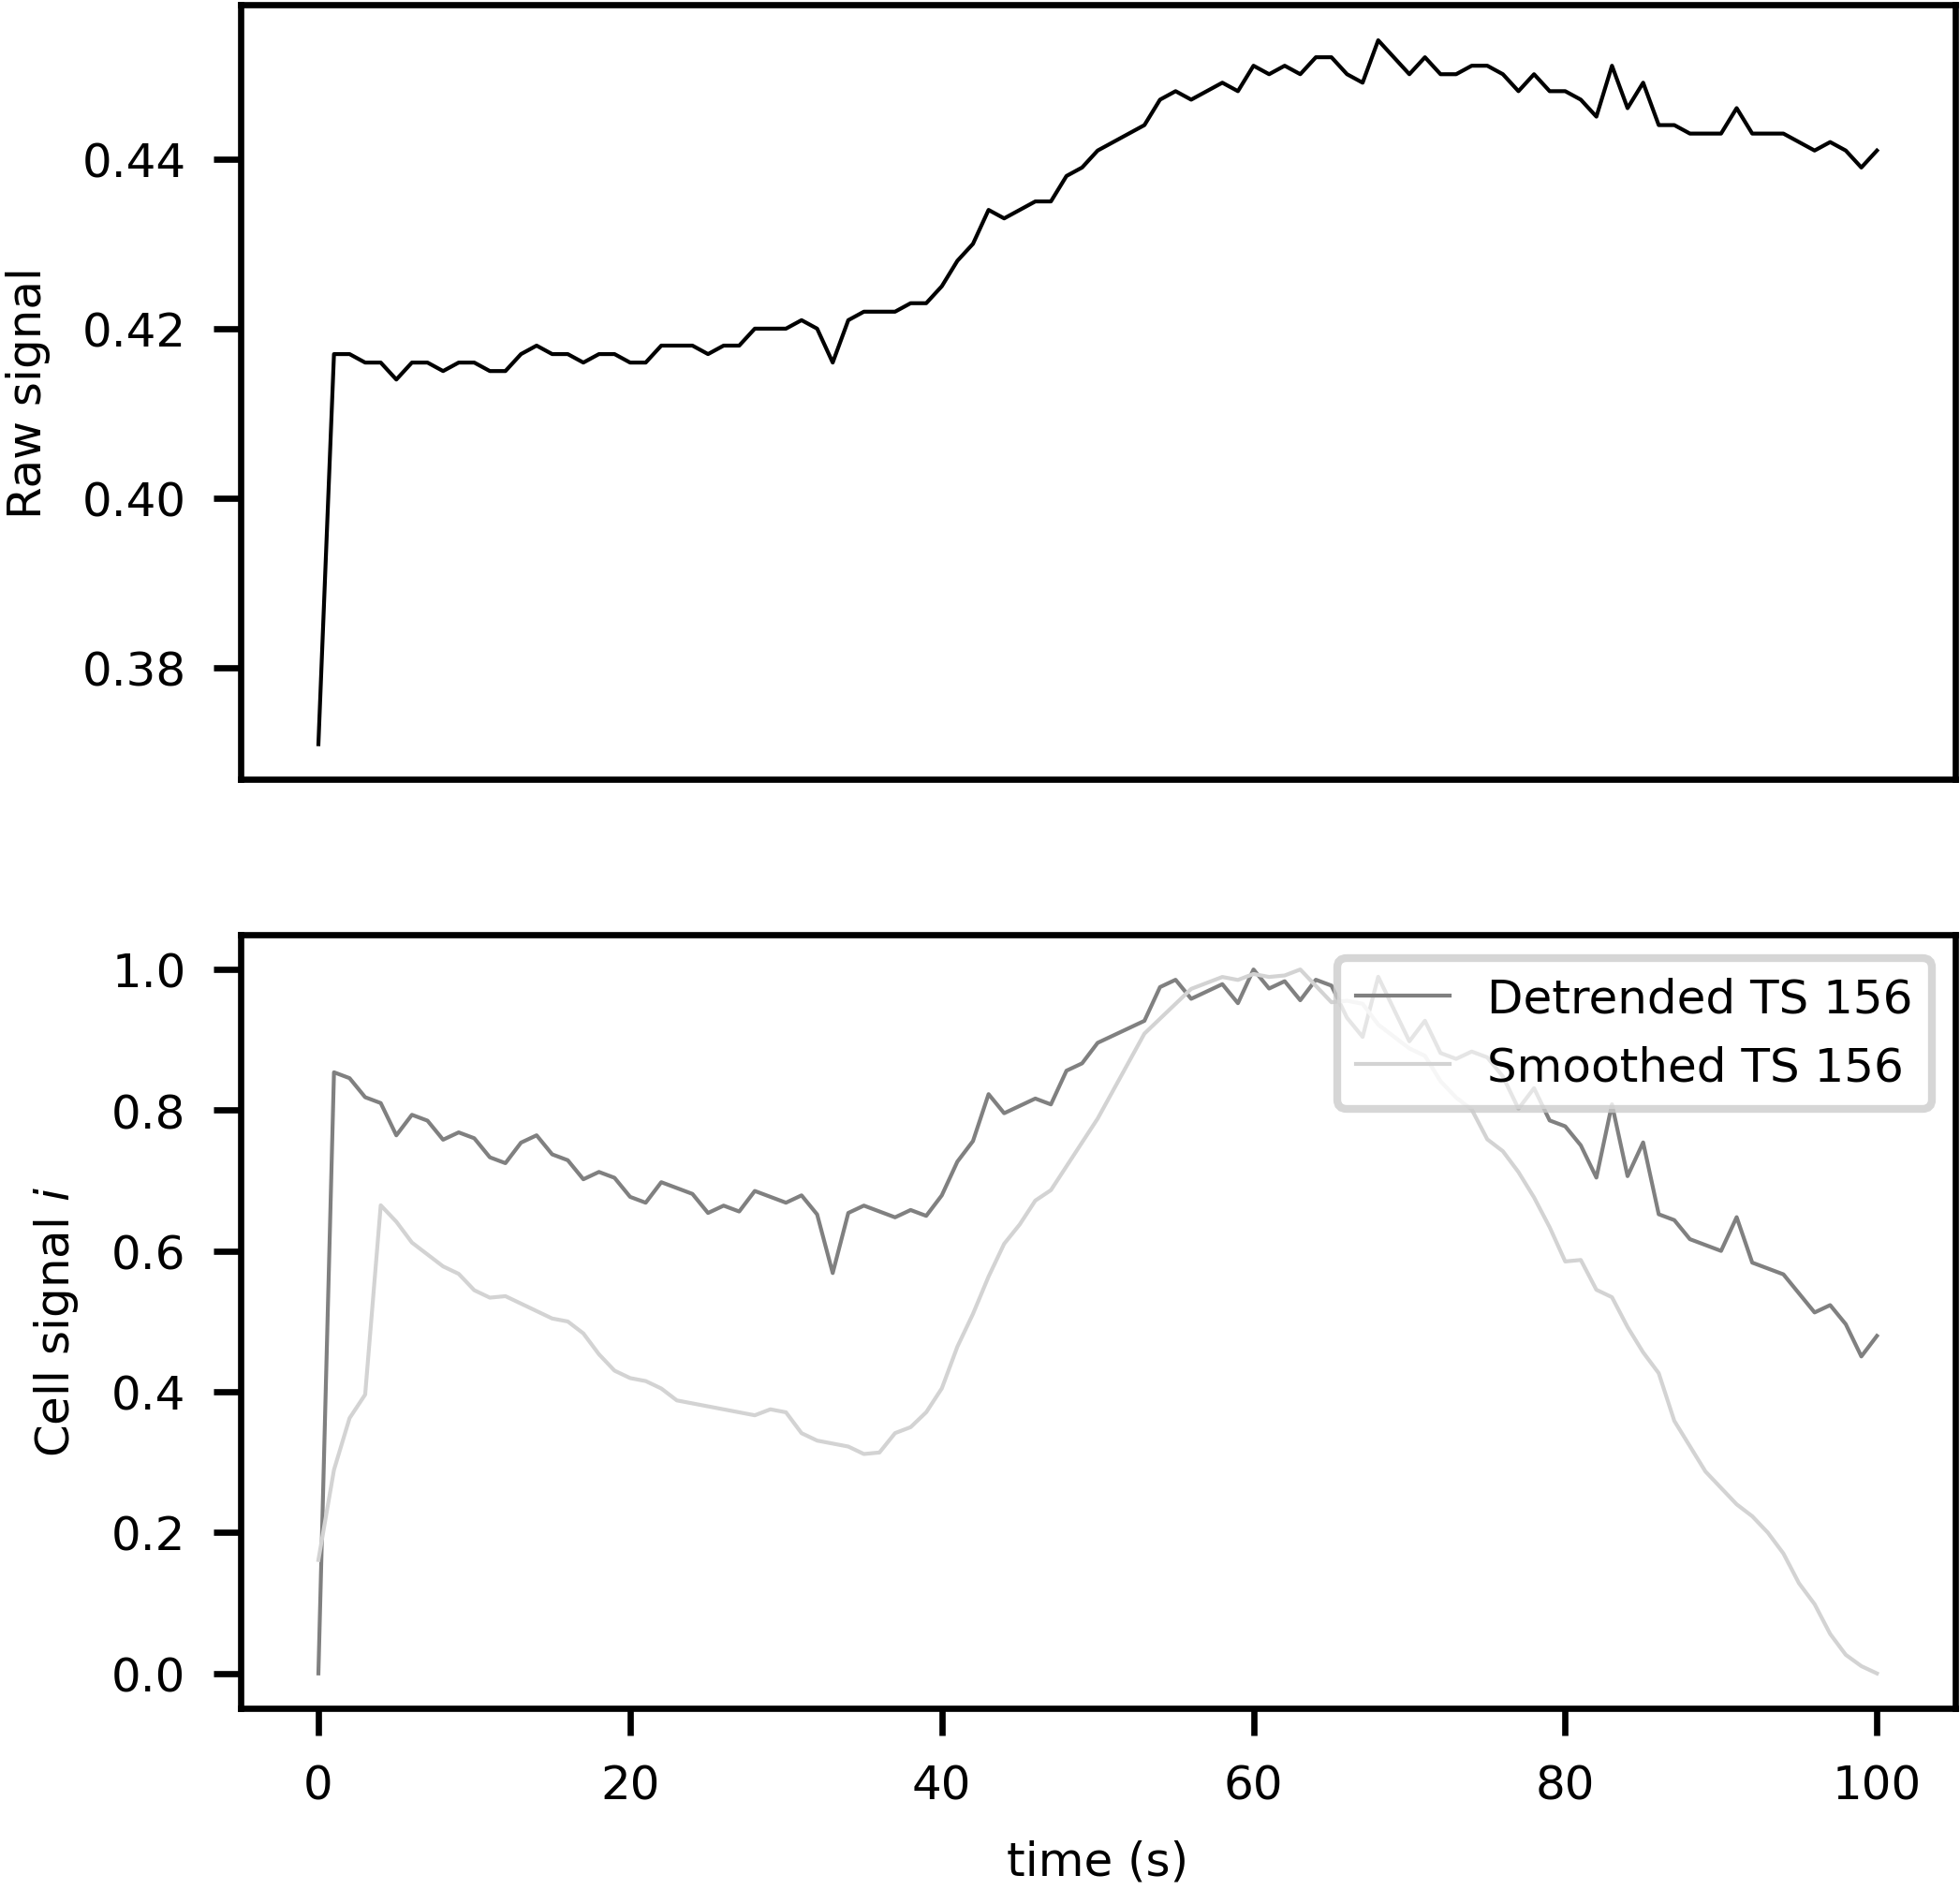 Raw signal
0.44
0.42
0.40
0.38
Cell signal i
1.0
0.8
0.6
0.4
0.2
0.0
Detrended TS 156
Smoothed TS 156
0 20 40 60 80 100
time (s)